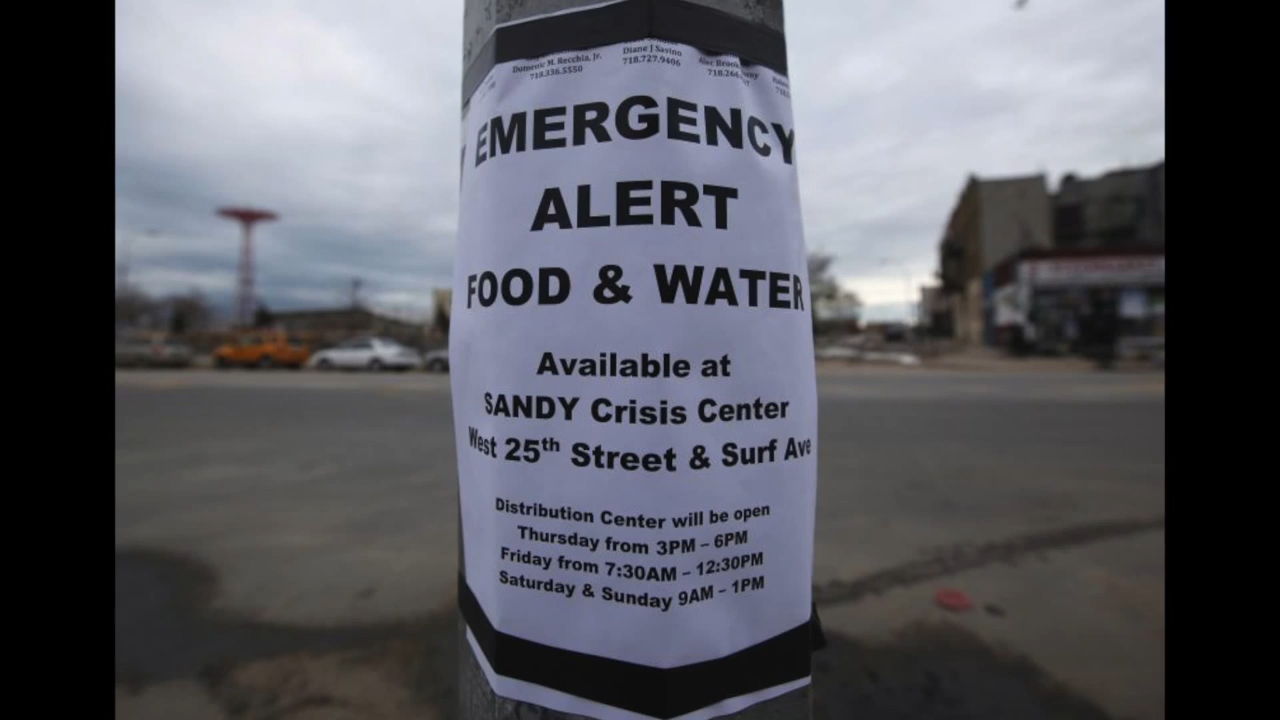 Domenic M. Recchia, Jr.
718.336.5550
Diane J Savino
718.727.9406
Alec Brook
718.266
EMERGENCY
ALERT
FOOD & WATER
Available at
SANDY Crisis Center
West 25th Street & Surf Ave
Distribution Center will be open
Thursday from 3PM – 6PM
Friday from 7:30AM – 12:30PM
Saturday & Sunday 9AM – 1PM